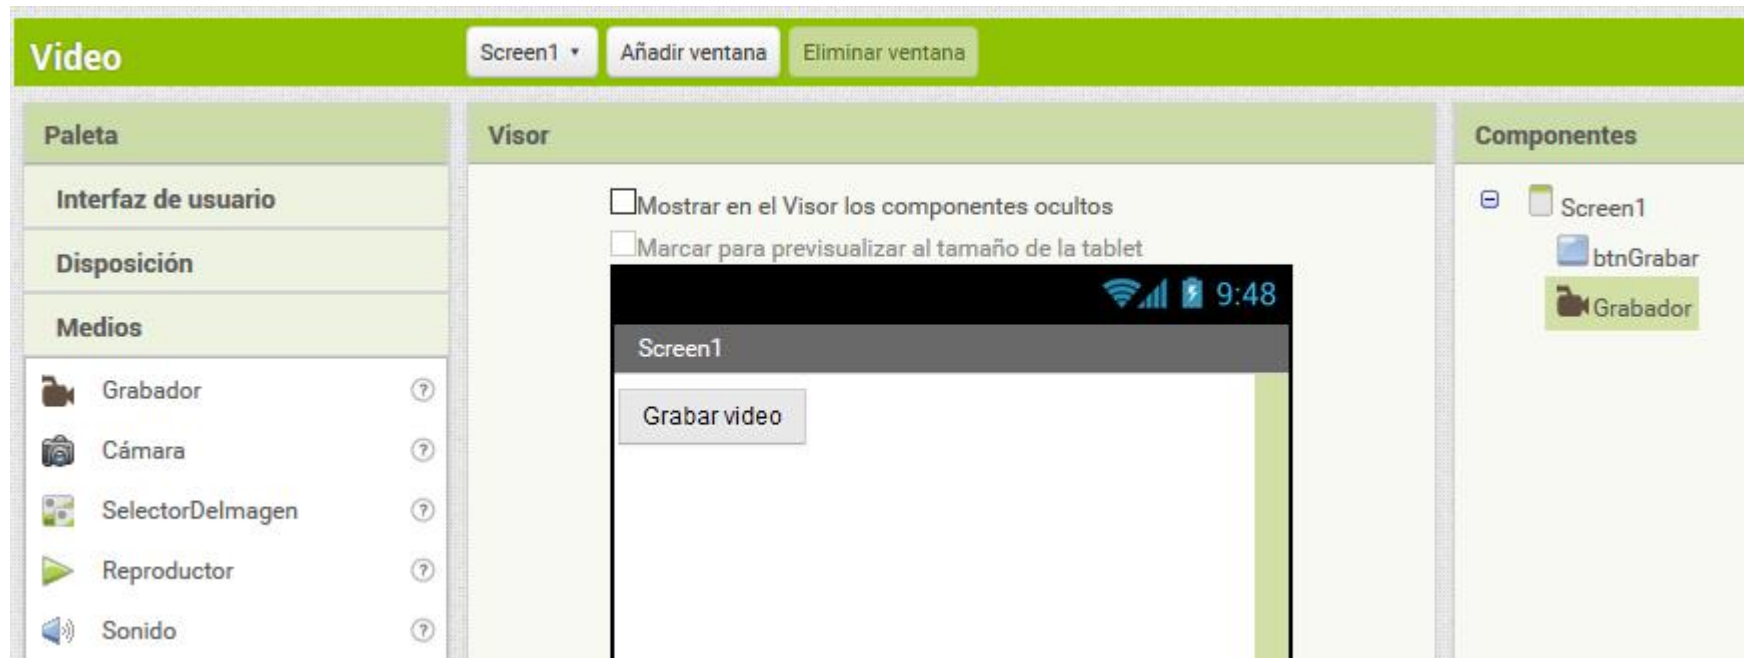 Video
Screen1
Añadir ventana
Eliminar ventana
Paleta
Interfaz de usuario
Disposición
Medios
Grabador
?
Cámara
?
SelectorDeImagen
?
Reproductor
?
Sonido
?
Visor
Mostrar en el Visor los componentes ocultos
Marcar para previsualizar al tamaño de la tablet
9:48
Screen1
Grabar video
Componentes
Screen1
btnGrabar
Grabador